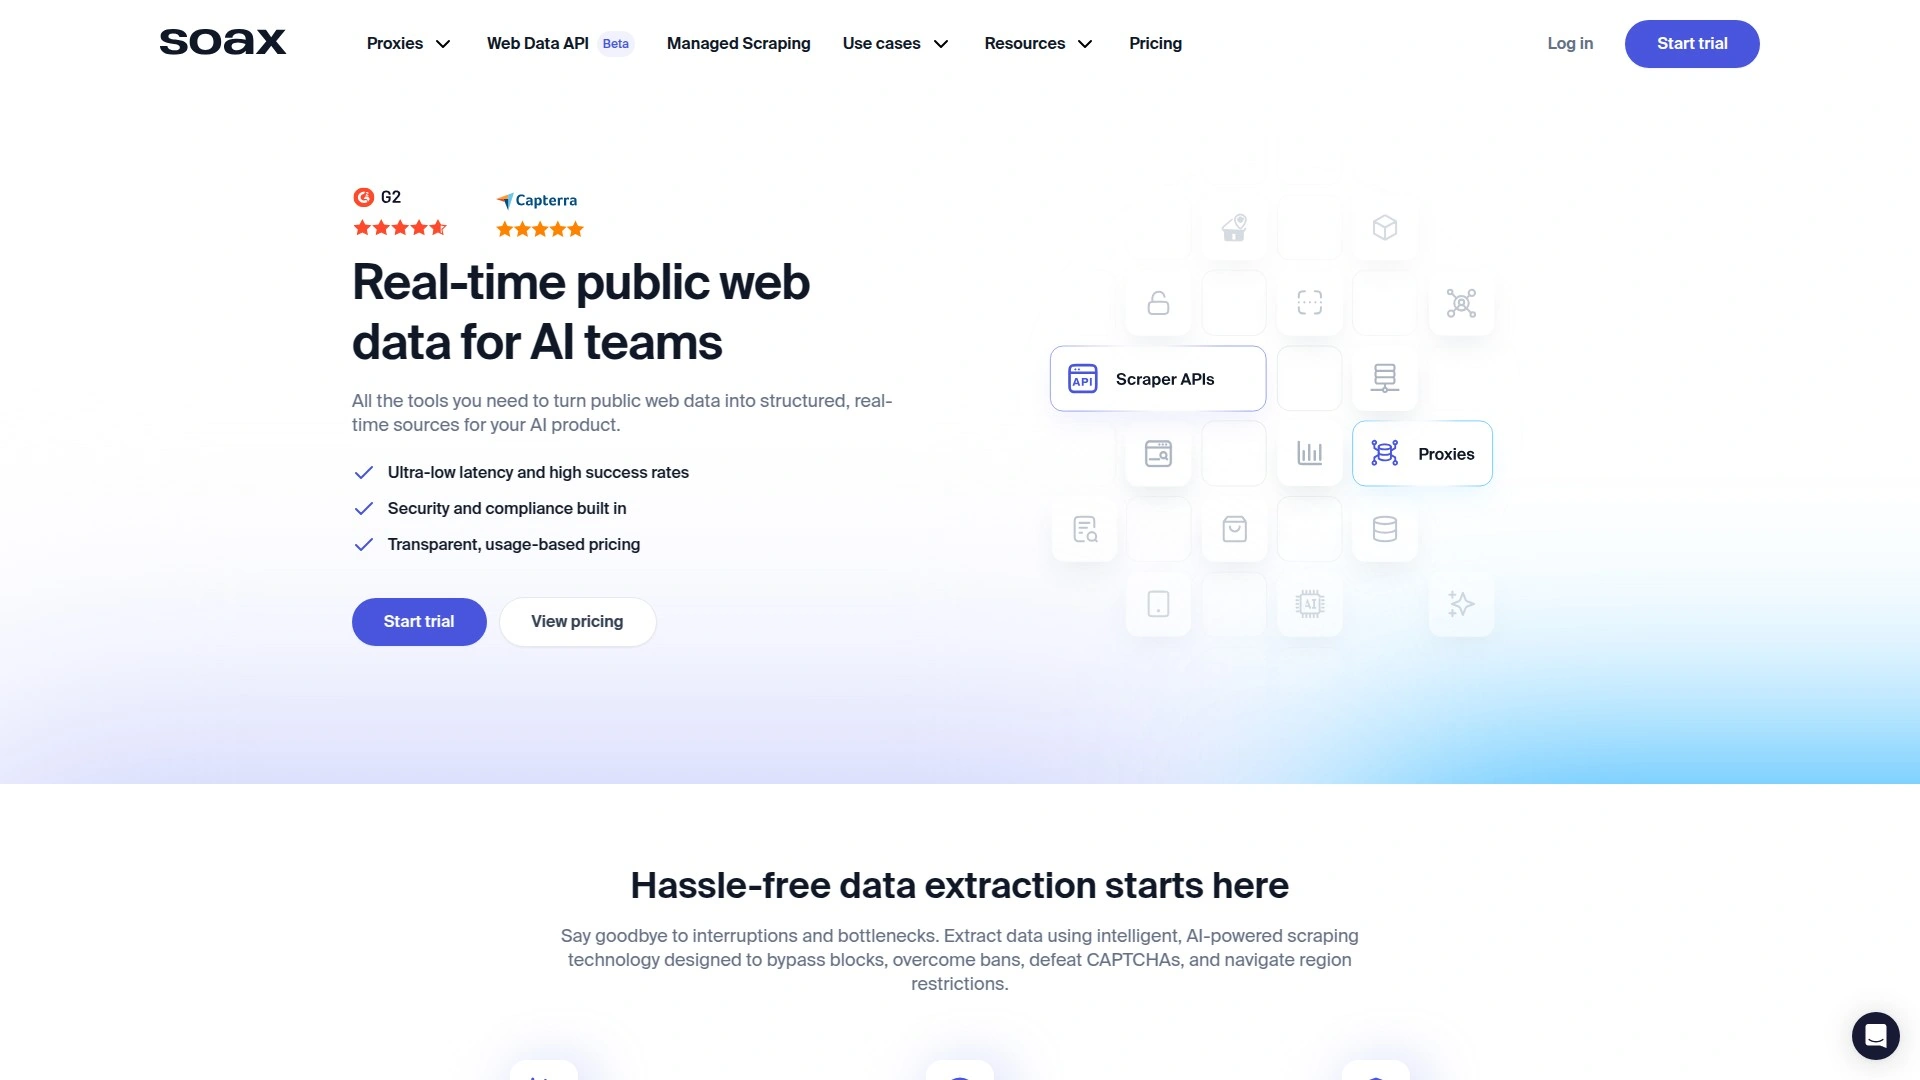 soax
Proxies
Web Data API Beta
Managed Scraping
Use cases
Resources
Pricing
Log in
Start trial
G2
Capterra
Real-time public web
data for AI teams
All the tools you need to turn public web data into structured, real-
time sources for your AI product.
Ultra-low latency and high success rates
Security and compliance built in
Transparent, usage-based pricing
Start trial
View pricing
API Scraper APIs
Proxies
AI
Hassle-free data extraction starts here
Say goodbye to interruptions and bottlenecks. Extract data using intelligent, AI-powered scraping
technology designed to bypass blocks, overcome bans, defeat CAPTCHAs, and navigate region
restrictions.